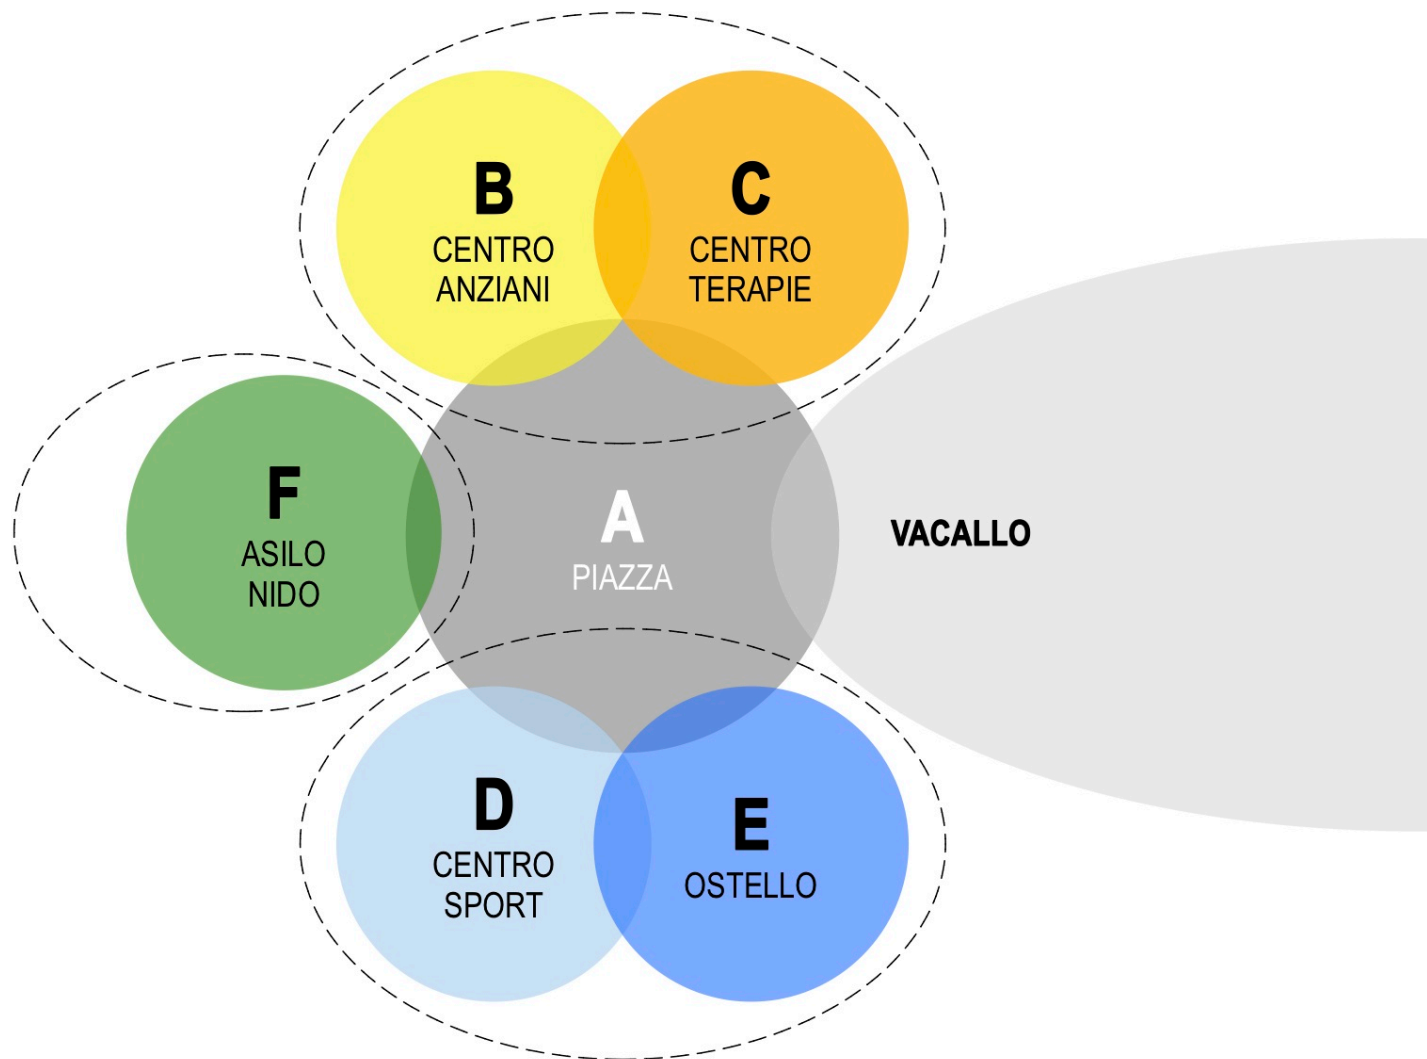 B
CENTRO
ANZIANI
C
CENTRO
TERAPIE
F
ASILO
NIDO
A
PIAZZA
VACALLO
D
CENTRO
SPORT
E
OSTELLO